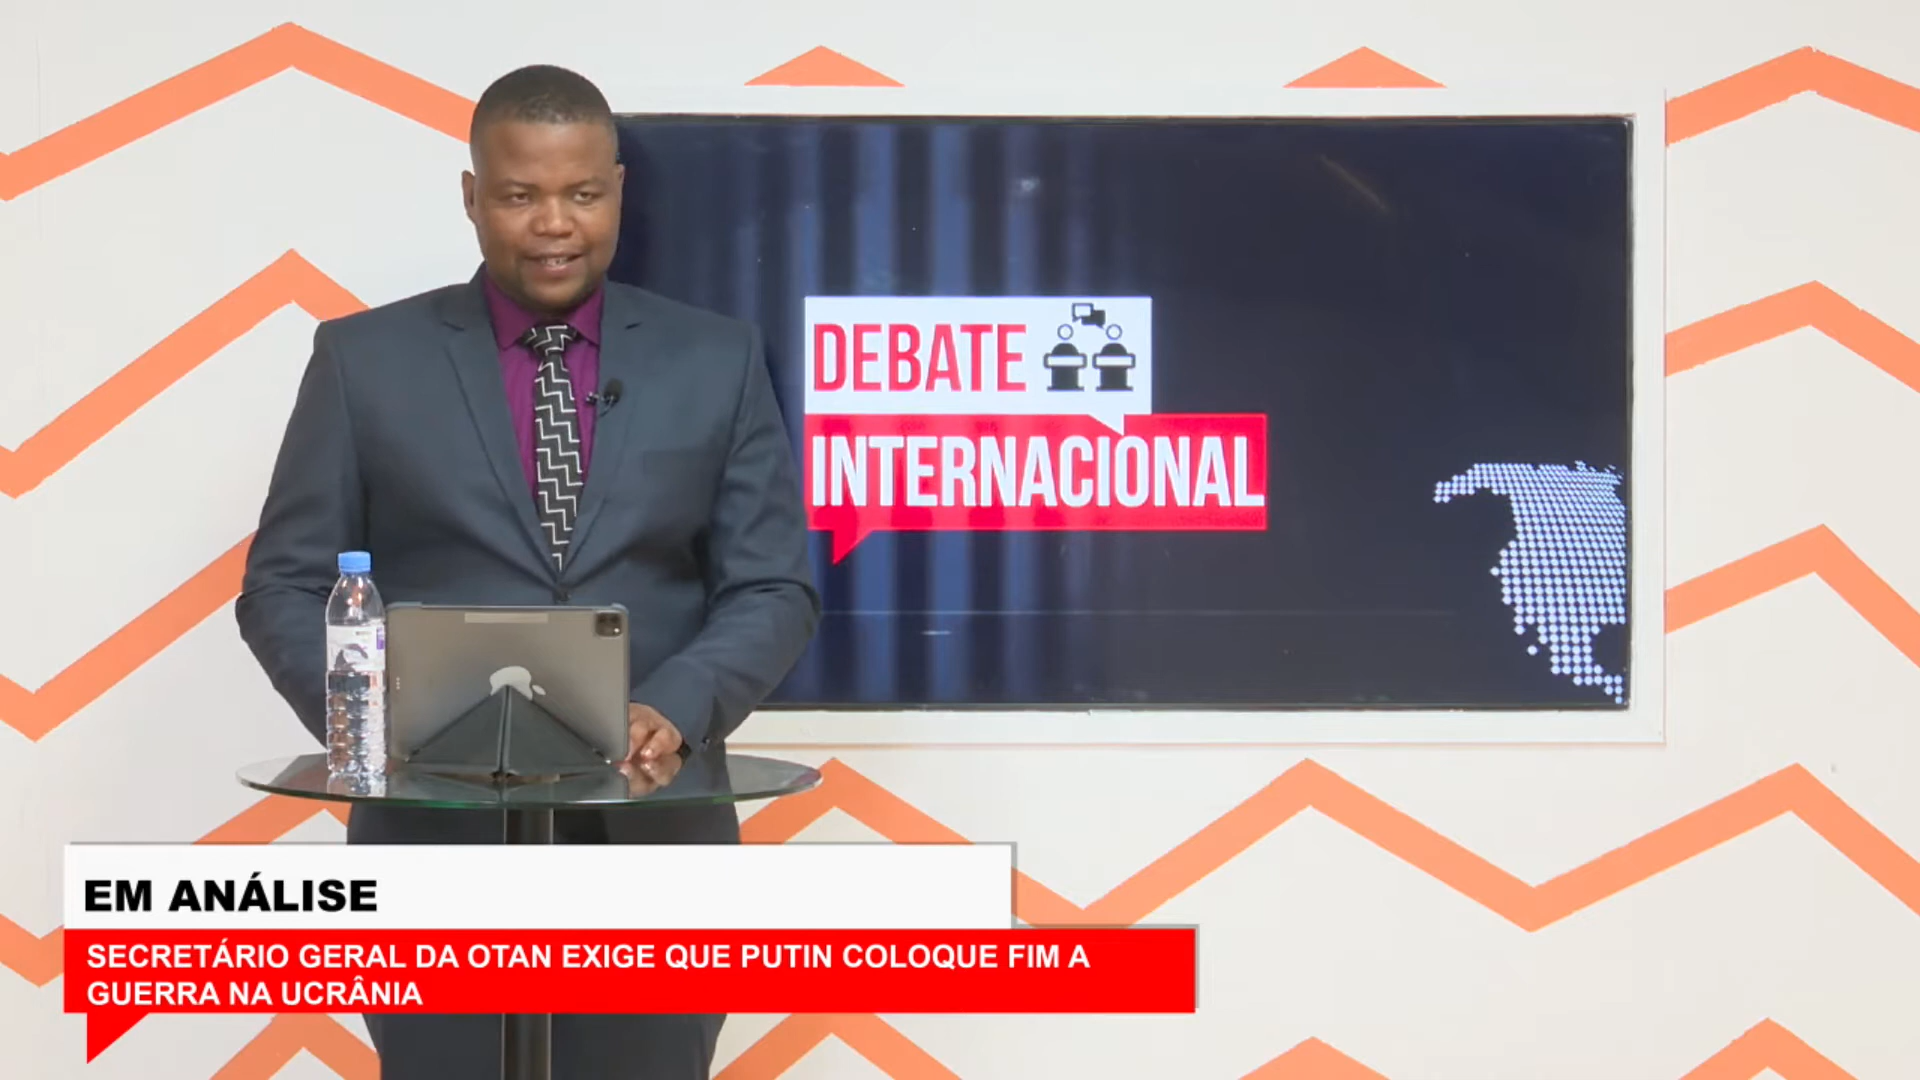 DEBATE
INTERNACIONAL
EM ANÁLISE
SECRETÁRIO GERAL DA OTAN EXIGE QUE PUTIN COLOQUE FIM A
GUERRA NA UCRÂNIA